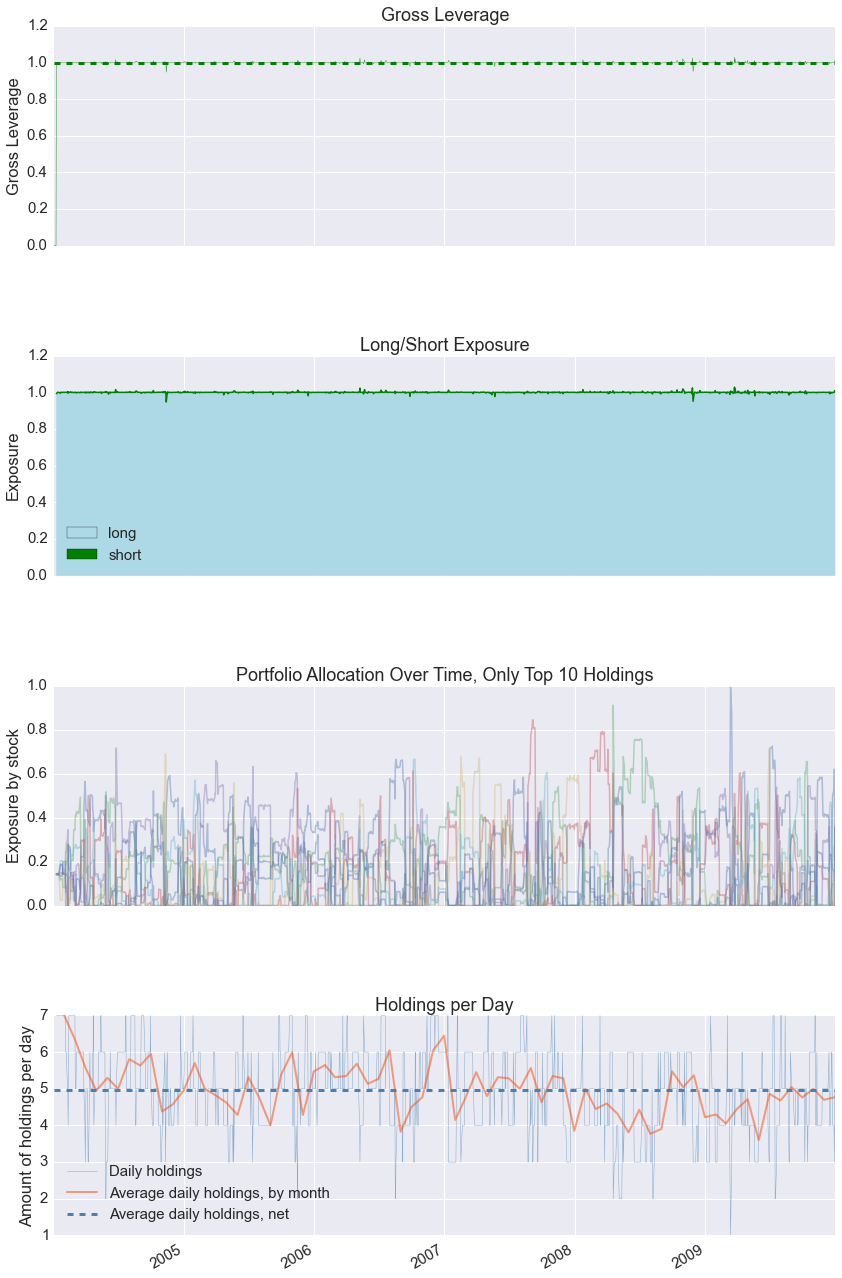 Gross Leverage
1.2
1.0
0.8
0.6
0.4
0.2
0.0
Gross Leverage
Long/Short Exposure
1.2
1.0
0.8
0.6
0.4
0.2
0.0
Exposure
long
short
Portfolio Allocation Over Time, Only Top 10 Holdings
1.0
0.8
0.6
0.4
0.2
0.0
Exposure by stock
Holdings per Day
7
6
5
4
3
2
1
Amount of holdings per day
Daily holdings
Average daily holdings, by month
Average daily holdings, net
2005
2006
2007
2008
2009